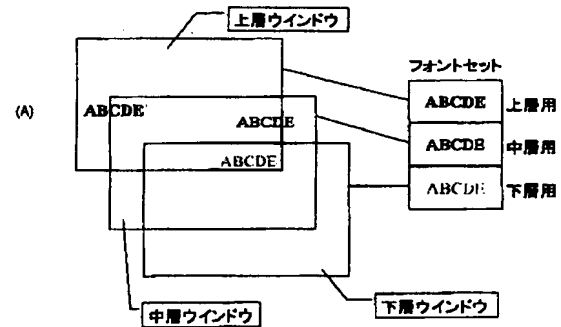 上層ウインドウ
フォントセット
(A)
ABCDE
ABCDE
ABCDE
ABCDE 上層用
ABCDE 中層用
ABCDE 下層用
中層ウインドウ
下層ウインドウ